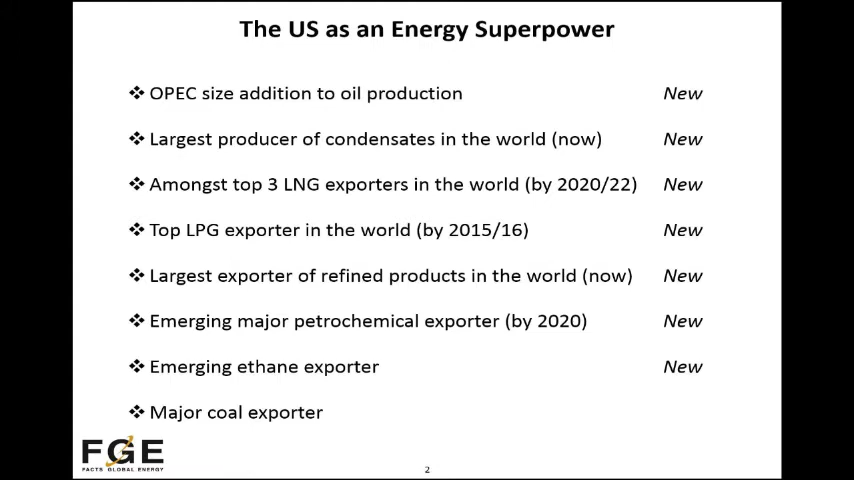 The US as an Energy Superpower
❖ OPEC size addition to oil production New
❖ Largest producer of condensates in the world (now) New
❖ Amongst top 3 LNG exporters in the world (by 2020/22) New
❖ Top LPG exporter in the world (by 2015/16) New
❖ Largest exporter of refined products in the world (now) New
❖ Emerging major petrochemical exporter (by 2020) New
❖ Emerging ethane exporter New
❖ Major coal exporter
FGE
FACTS GLOBAL ENERGY
2